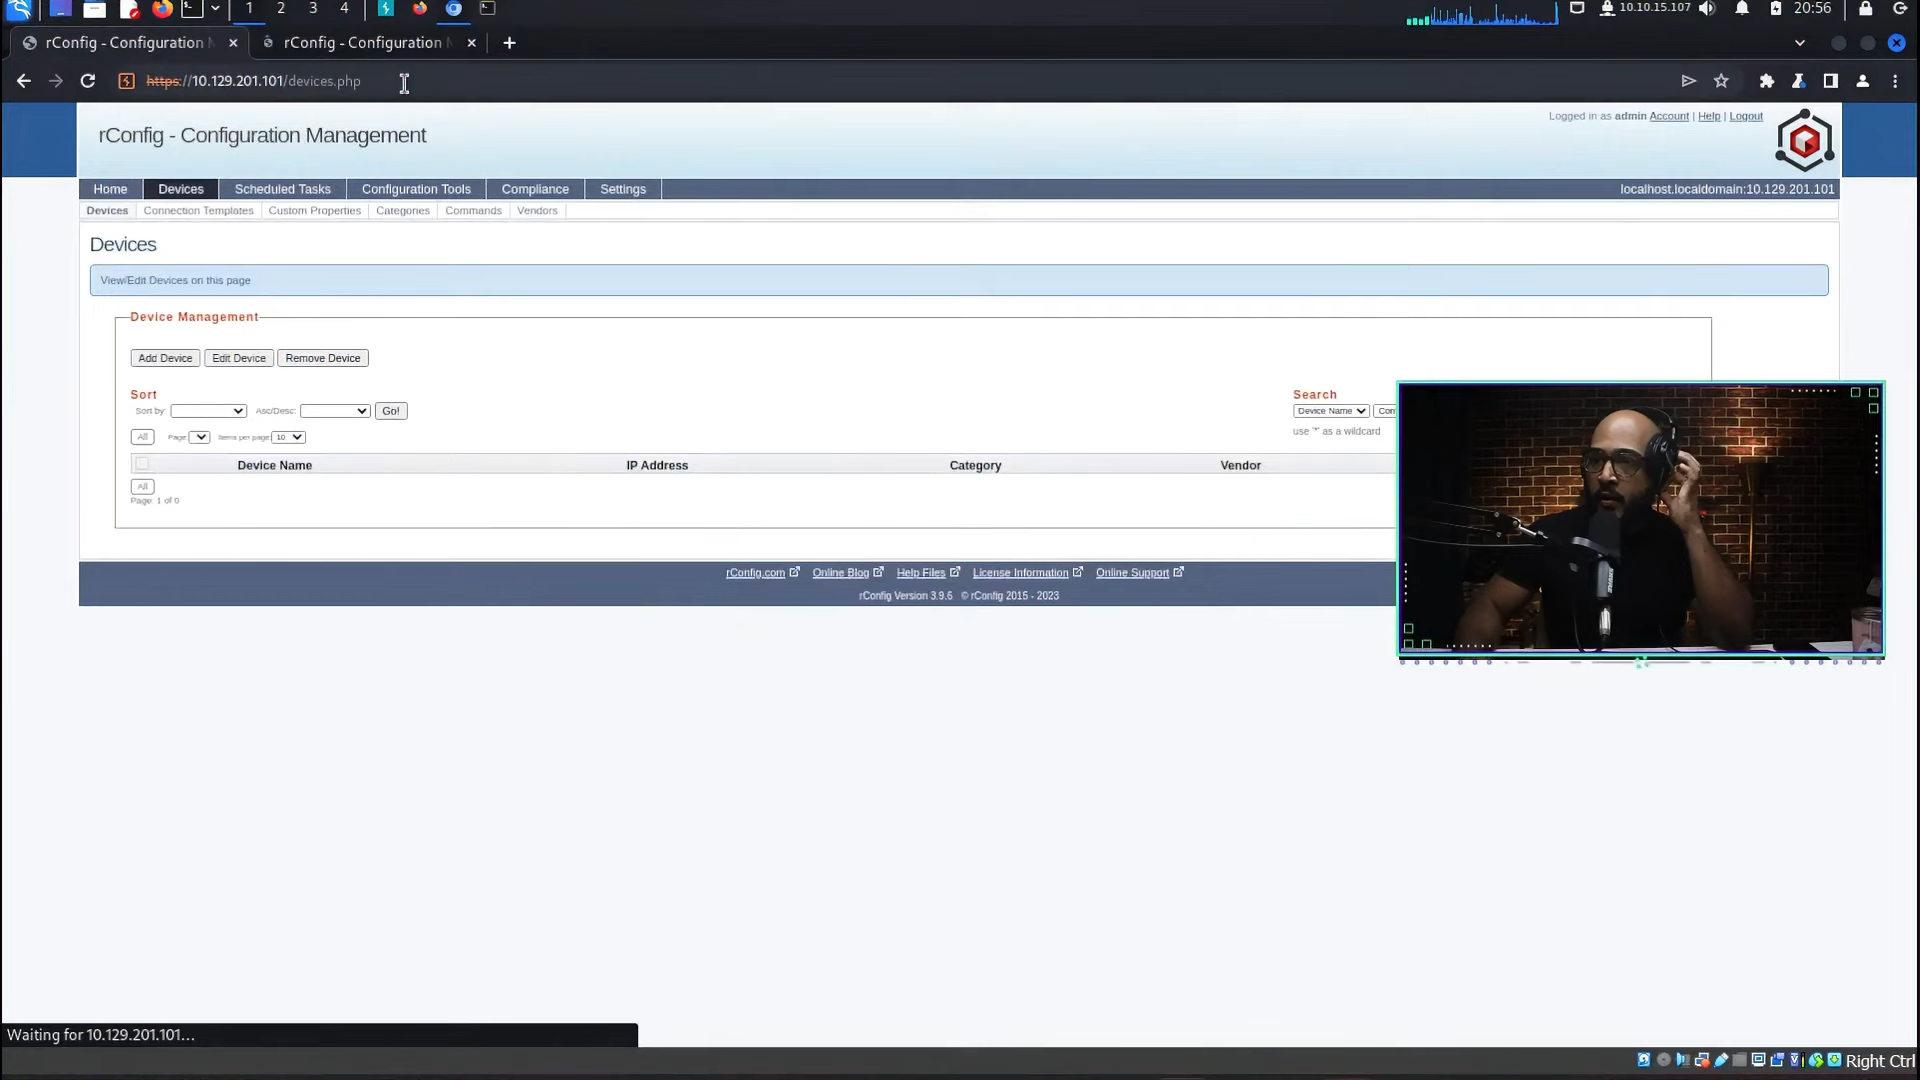 1 2 3 4 10.10.15.107 20:56
rConfig - Configuration M rConfig - Configuration M
https://10.129.201.101/devices.php
rConfig - Configuration Management
Logged in as admin Account | Help | Logout
Home Devices Scheduled Tasks Configuration Tools Compliance Settings localhost.localdomain:10.129.201.101
Devices Connection Templates Custom Properties Categories Commands Vendors
Devices
View/Edit Devices on this page
Device Management
Add Device Edit Device Remove Device
Sort Search
Sort by: Asc/Desc: Go! Device Name Con
use '*' as a wildcard
All Page: Items per page: 10
Device Name IP Address Category Vendor
All
Page: 1 of 0
rConfig.com Online Blog Help Files License Information Online Support
rConfig Version 3.9.6 © rConfig 2015 - 2023
Waiting for 10.129.201.101...
Right Ctrl